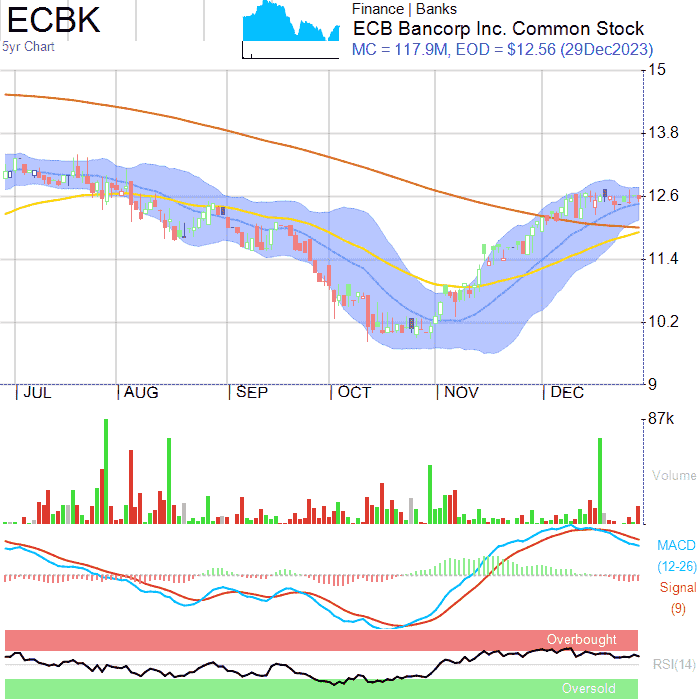 ECBK
5yr Chart
Finance | Banks
ECB Bancorp Inc. Common Stock
MC = 117.9M, EOD = $12.56 (29Dec2023)
15
13.8
12.6
11.4
10.2
9
| JUL | AUG | SEP | OCT | NOV | DEC
87k
Volume
MACD
(12-26)
Signal
(9)
Overbought
RSI(14)
Oversold